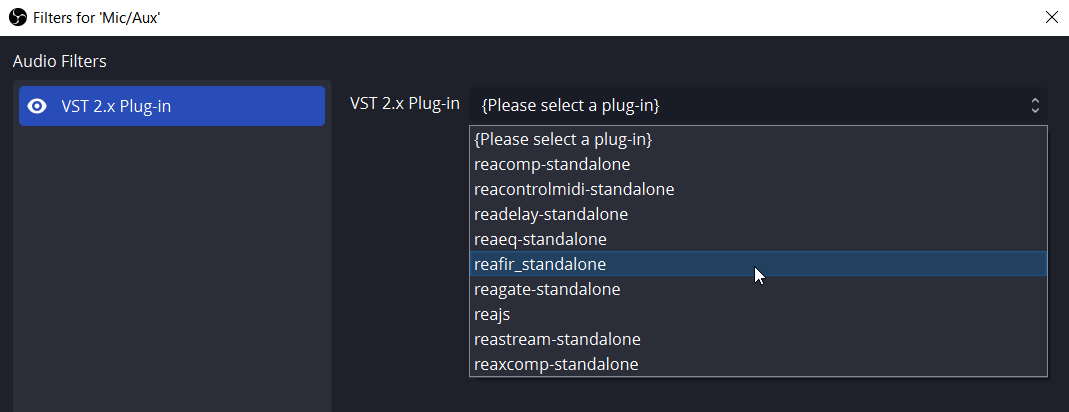 Filters for 'Mic/Aux'
Audio Filters
VST 2.x Plug-in
VST 2.x Plug-in {Please select a plug-in}
{Please select a plug-in}
reacomp-standalone
reacontrolmidi-standalone
readelay-standalone
reaeq-standalone
reafir_standalone
reagate-standalone
reajs
reastream-standalone
reaxcomp-standalone